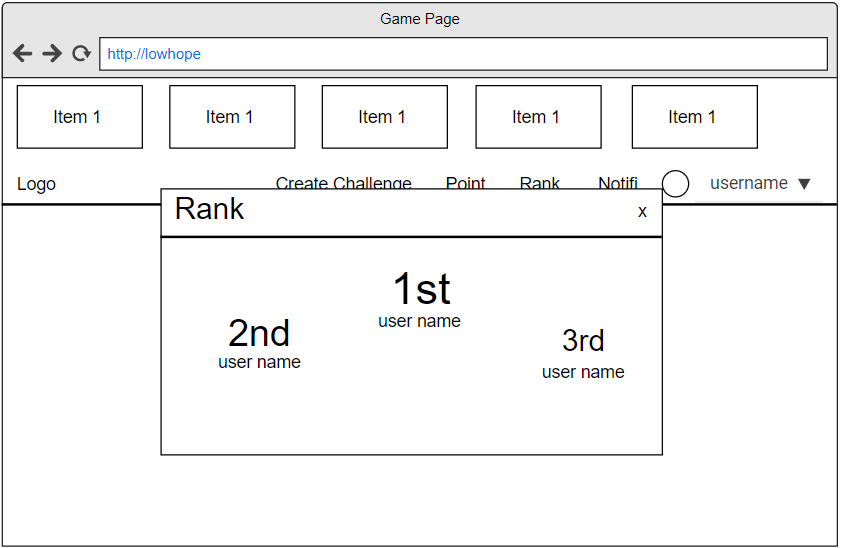 Game Page
http://lowhope
Item 1 Item 1 Item 1 Item 1 Item 1
Logo Create Challenge Point Rank Notifi username
Rank x
1st
user name
2nd
user name
3rd
user name